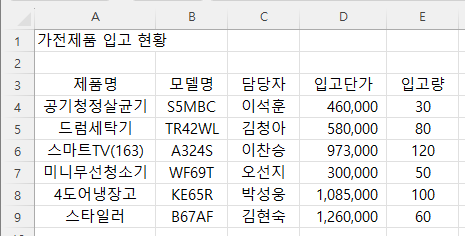 A B C D E
1 가전제품 입고 현황
2
3 제품명 모델명 담당자 입고단가 입고량
4 공기청정살균기 S5MBC 이석훈 460,000 30
5 드럼세탁기 TR42WL 김청아 580,000 80
6 스마트TV(163) A324S 이찬승 973,000 120
7 미니무선청소기 WF69T 오선지 300,000 50
8 4도어냉장고 KE65R 박성웅 1,085,000 100
9 스타일러 B67AF 김현숙 1,260,000 60